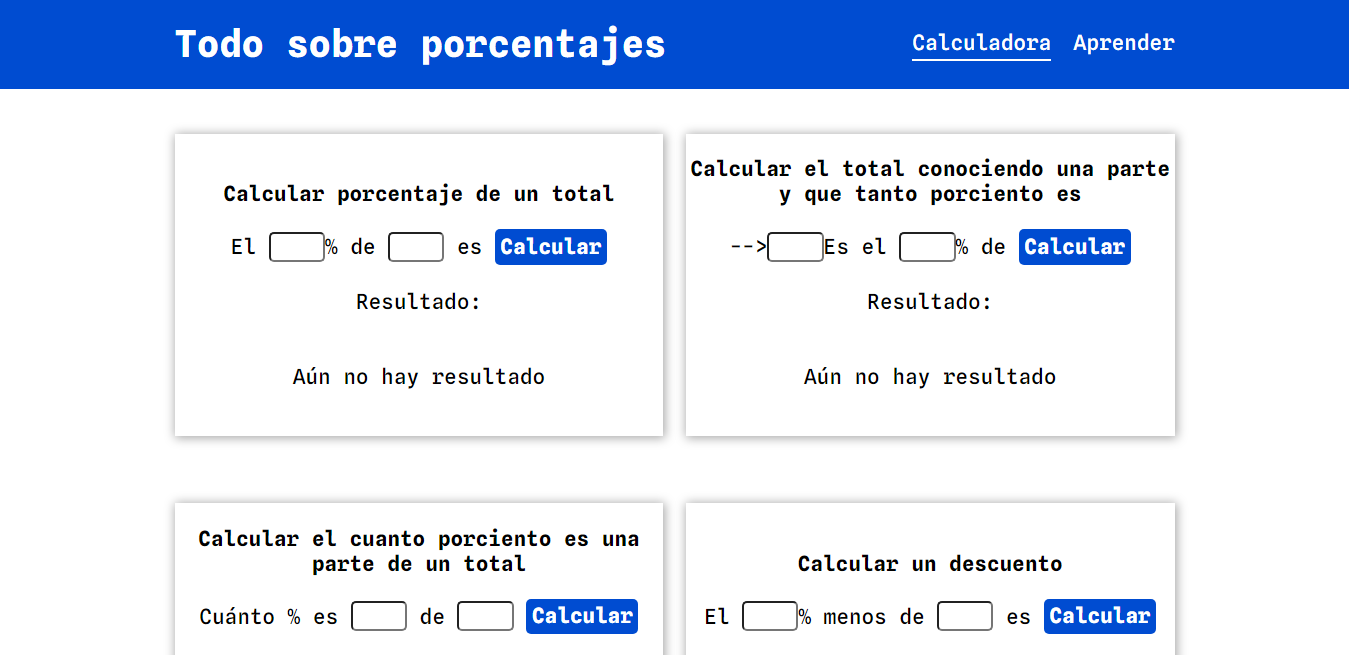 Todo sobre porcentajes
Calculadora Aprender
Calcular porcentaje de un total
El % de es Calcular
Resultado:
Aún no hay resultado
Calcular el total conociendo una parte
y que tanto porciento es
-->Es el % de Calcular
Resultado:
Aún no hay resultado
Calcular el cuanto porciento es una
parte de un total
Cuánto % es de Calcular
Calcular un descuento
El % menos de es Calcular